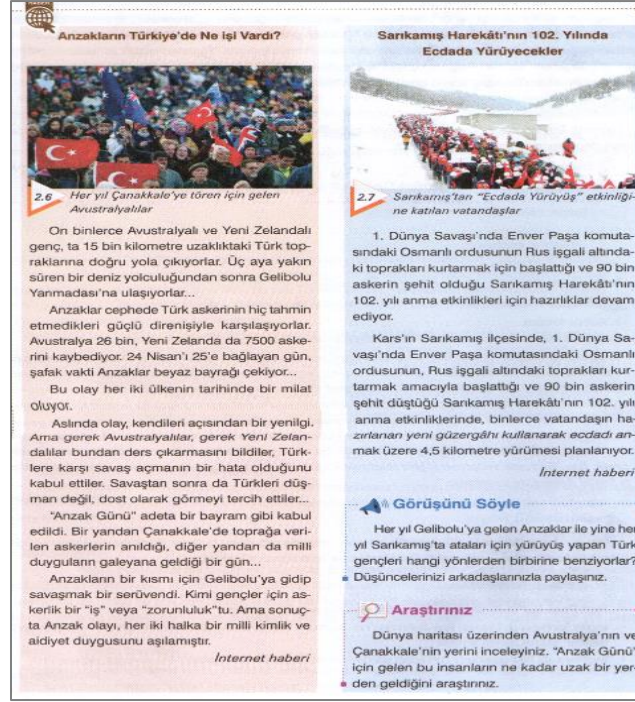 Anzakların Türkiye'de Ne işi Vardı?
2.6 Her yıl Çanakkale'ye tören için gelen
Avustralyalılar
On binlerce Avustralyalı ve Yeni Zelandalı
genç, ta 15 bin kilometre uzaklıktaki Türk top-
raklarına doğru yola çıkıyorlar. Üç aya yakın
süren bir deniz yolculuğundan sonra Gelibolu
Yarımadası'na ulaşıyorlar...
Anzaklar cephede Türk askerinin hiç tahmin
etmedikleri güçlü direnişiyle karşılaşıyorlar.
Avustralya 26 bin, Yeni Zelanda da 7500 aske-
rini kaybediyor. 24 Nisan'ı 25'e bağlayan gün,
şafak vakti Anzaklar beyaz bayrağı çekiyor...
Bu olay her iki ülkenin tarihinde bir milat
oluyor.
Aslında olay, kendileri açısından bir yenilgi.
Ama gerek Avustralyalılar, gerek Yeni Zelan-
dalılar bundan ders çıkarmasını bildiler, Türk-
lere karşı savaş açmanın bir hata olduğunu
kabul ettiler. Savaştan sonra da Türkleri düş-
man değil, dost olarak görmeyi tercih ettiler...
"Anzak Günü" adeta bir bayram gibi kabul
edildi. Bir yandan Çanakkale'de toprağa veri-
len askerlerin anıldığı, diğer yandan da milli
duyguların galeyana geldiği bir gün...
Anzakların bir kısmı için Gelibolu'ya gidip
savaşmak bir serüvendi. Kimi gençler için as-
kerlik bir "iş" veya "zorunluluk"tu. Ama sonuç-
ta Anzak olayı, her iki halka bir milli kimlik ve
aidiyet duygusunu aşılamıştır.
İnternet haberi
Sarıkamış Harekâtı'nın 102. Yılında
Ecdada Yürüyecekler
2.7 Sarıkamış'tan "Ecdada Yürüyüş" etkinliği-
ne katılan vatandaşlar
1. Dünya Savaşı'nda Enver Paşa komuta-
sındaki Osmanlı ordusunun Rus işgali altında-
ki toprakları kurtarmak için başlattığı ve 90 bin
askerin şehit olduğu Sarıkamış Harekâtı'nın
102. yılı anma etkinlikleri için hazırlıklar devam
ediyor.
Kars'ın Sarıkamış ilçesinde, 1. Dünya Sa-
vaşı'nda Enver Paşa komutasındaki Osmanlı
ordusunun, Rus işgali altındaki toprakları kur-
tarmak amacıyla başlattığı ve 90 bin askerin
şehit düştüğü Sarıkamış Harekâtı'nın 102. yılı
anma etkinliklerinde, binlerce vatandaşın ha-
zırlanan yeni güzergâhı kullanarak ecdadı an-
mak üzere 4,5 kilometre yürümesi planlanıyor.
İnternet haberi
Görüşünü Söyle
Her yıl Gelibolu'ya gelen Anzaklar ile yine her
yıl Sarıkamış'ta ataları için yürüyüş yapan Türk
gençleri hangi yönlerden birbirine benziyorlar?
Düşüncelerinizi arkadaşlarınızla paylaşınız.
Araştırınız
Dünya haritası üzerinden Avustralya'nın ve
Çanakkale'nin yerini inceleyiniz. "Anzak Günü"
için gelen bu insanların ne kadar uzak bir yer-
den geldiğini araştırınız.